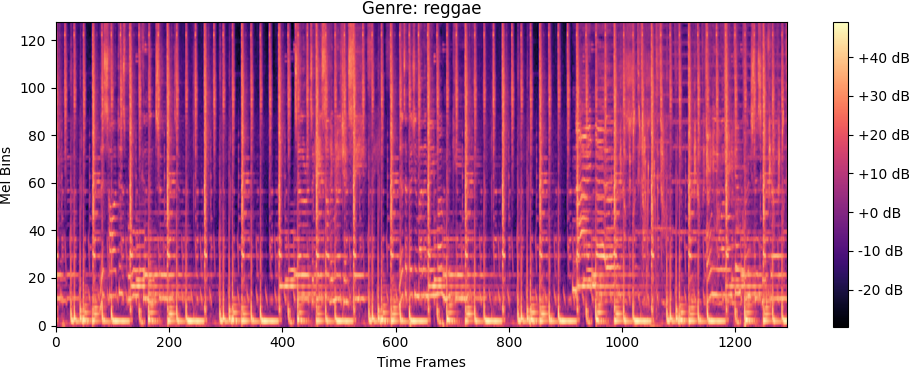 Genre: reggae
120
100
80
60
40
20
0
Mel Bins
0 200 400 600 800 1000 1200
Time Frames
+40 dB
+30 dB
+20 dB
+10 dB
+0 dB
-10 dB
-20 dB